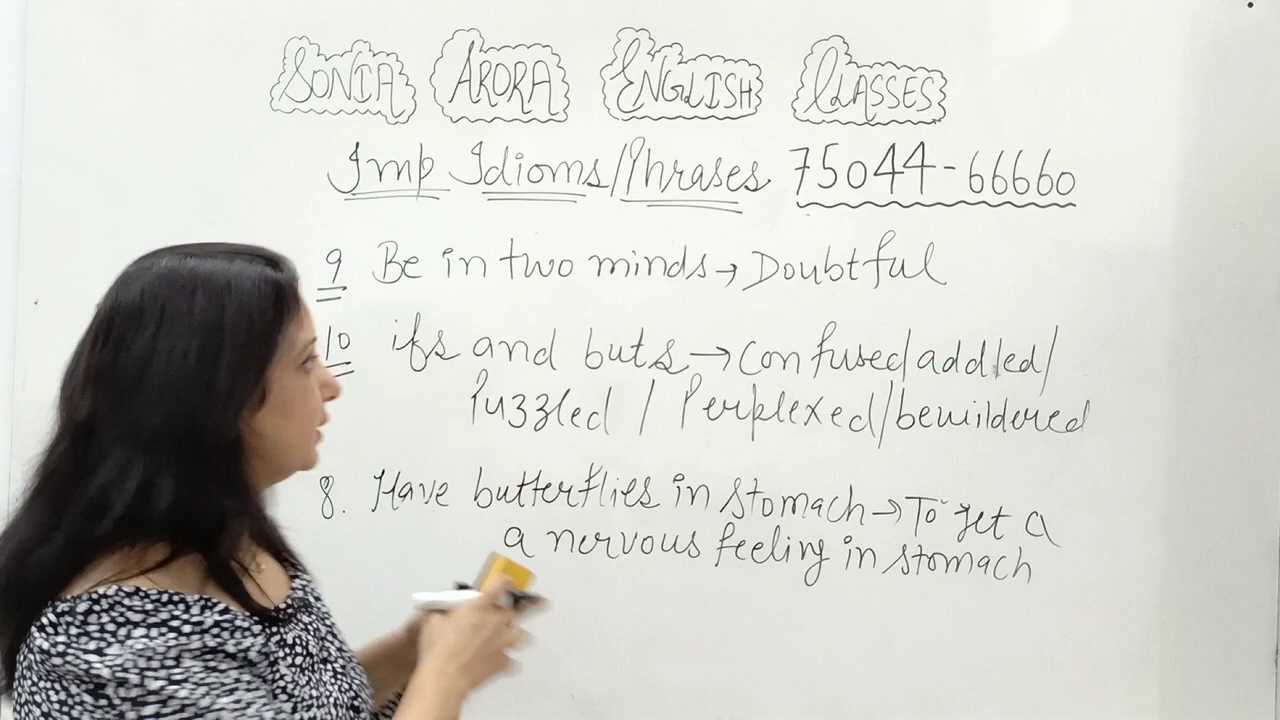 SONIA ARORA ENGLISH CLASSES
Imp Idioms/Phrases 75044-66660
9 Be in two minds → Doubtful
10 ifs and buts → Confused/addled/
Puzzled / Perplexed/bewildered
8. Have butterflies in stomach → To get a
a nervous feeling in stomach